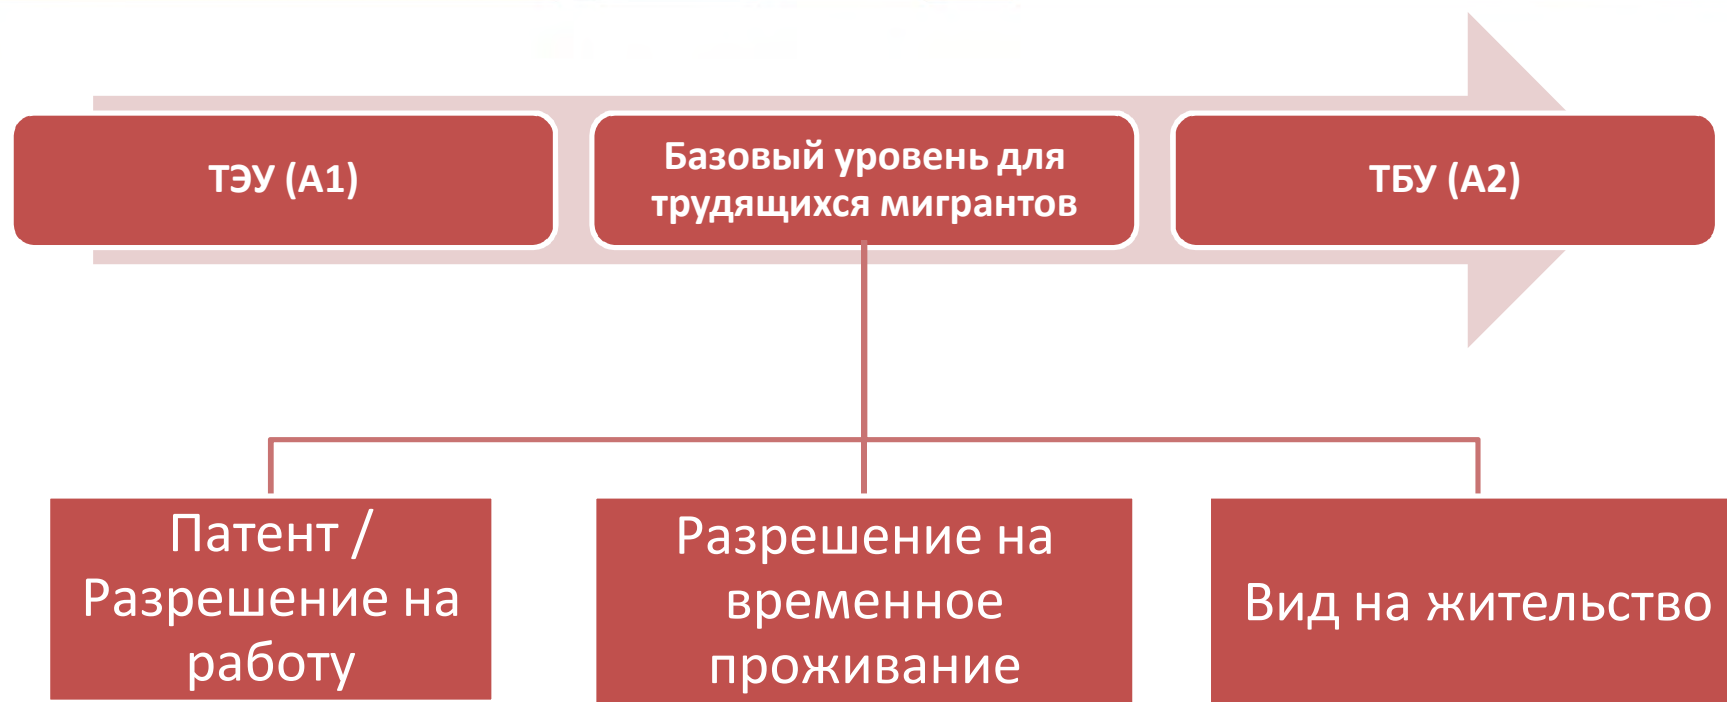 ТЭУ (А1)
Базовый уровень для
трудящихся мигрантов
ТБУ (А2)
Патент /
Разрешение на
работу
Разрешение на
временное
проживание
Вид на жительство